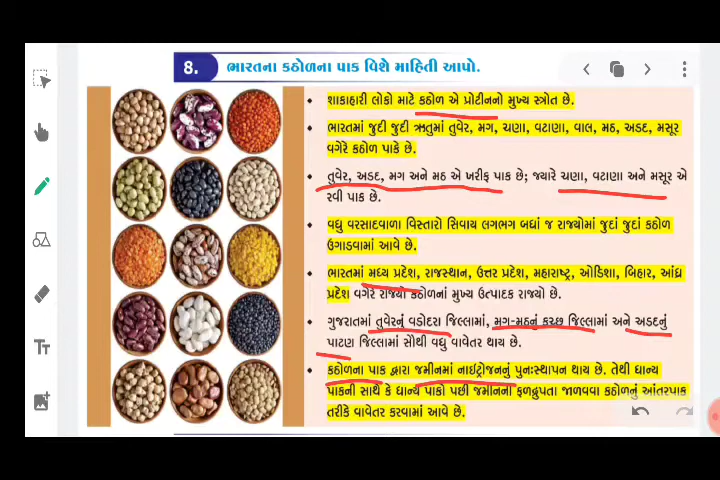 8. ભારતના કઠોળના પાક વિશે માહિતી આપો.
• શાકાહારી લોકો માટે કઠોળ એ પ્રોટીનનો મુખ્ય સ્ત્રોત છે.
• ભારતમાં જુદી જુદી ઋતુમાં તુવેર, મગ, ચણા, વટાણા, વાલ, મઠ, અડદ, મસૂર
વગેરે કઠોળ પાકે છે.
• તુવેર, અડદ, મગ અને મઠ એ ખરીફ પાક છે; જ્યારે ચણા, વટાણા અને મસૂર એ
રવી પાક છે.
• વધુ વરસાદવાળા વિસ્તારો સિવાય લગભગ બધાં જ રાજ્યોમાં જુદાં જુદાં કઠોળ
ઉગાડવામાં આવે છે.
• ભારતમાં મધ્ય પ્રદેશ, રાજસ્થાન, ઉત્તર પ્રદેશ, મહારાષ્ટ્ર, ઓડિશા, બિહાર, આંધ્ર
પ્રદેશ વગેરે રાજ્યો કઠોળનાં મુખ્ય ઉત્પાદક રાજ્યો છે.
• ગુજરાતમાં તુવેરનું વડોદરા જિલ્લામાં, મગ-મઠનું કચ્છ જિલ્લામાં અને અડદનું
પાટણ જિલ્લામાં સૌથી વધુ વાવેતર થાય છે.
• કઠોળના પાક દ્વારા જમીનમાં નાઈટ્રોજનનું પુનઃસ્થાપન થાય છે. તેથી ધાન્ય
પાકની સાથે કે ધાન્ય પાકો પછી જમીનની ફળદ્રુપતા જાળવવા કઠોળનું આંતરપાક
તરીકે વાવેતર કરવામાં આવે છે.
Tт